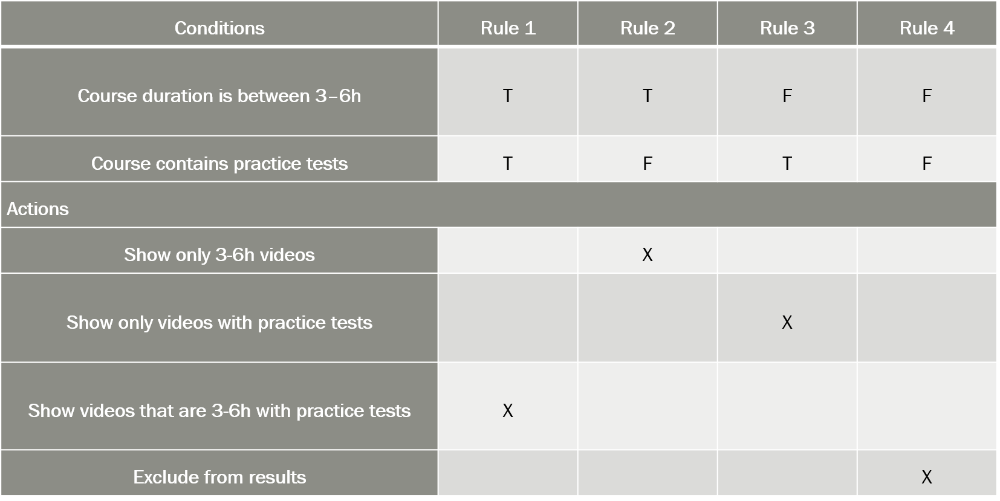 Conditions Rule 1 Rule 2 Rule 3 Rule 4
Course duration is between 3–6h T T F F
Course contains practice tests T F T F
Actions
Show only 3-6h videos X
Show only videos with practice tests X
Show videos that are 3-6h with practice tests X
Exclude from results X